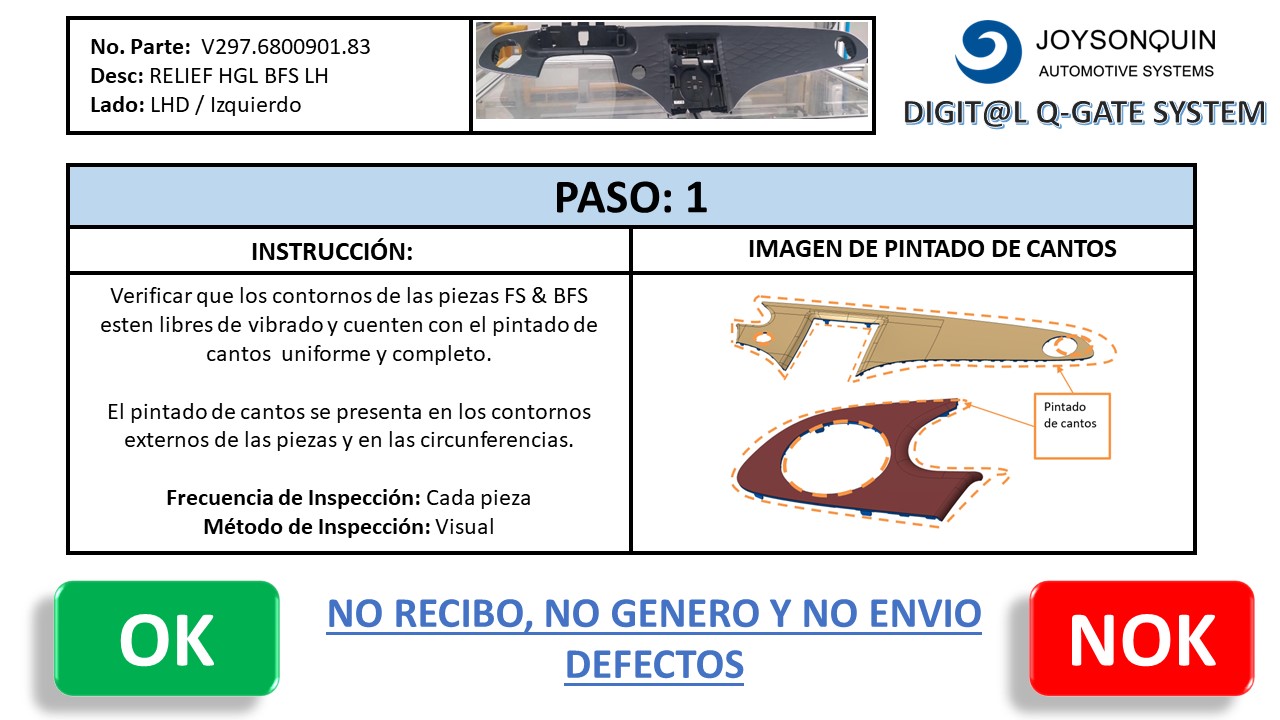 No. Parte: V297.6800901.83
Desc: RELIEF HGL BFS LH
Lado: LHD / Izquierdo
JOYSONQUIN
AUTOMOTIVE SYSTEMS
DIGIT@L Q-GATE SYSTEM
PASO: 1
INSTRUCCIÓN:
IMAGEN DE PINTADO DE CANTOS
Verificar que los contornos de las piezas FS & BFS
esten libres de vibrado y cuenten con el pintado de
cantos uniforme y completo.
El pintado de cantos se presenta en los contornos
externos de las piezas y en las circunferencias.
Frecuencia de Inspección: Cada pieza
Método de Inspección: Visual
Pintado
de cantos
OK
NO RECIBO, NO GENERO Y NO ENVIO
DEFECTOS
NOK